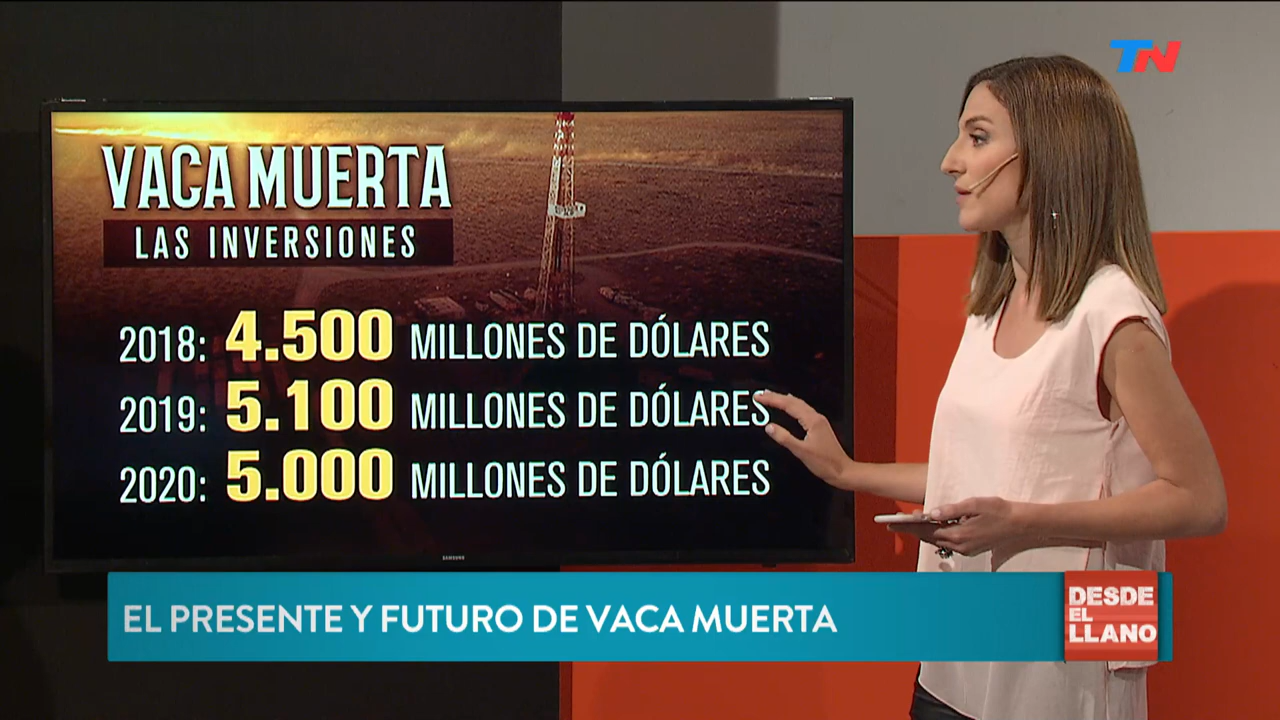 TN
VACA MUERTA
LAS INVERSIONES
2018: 4.500 MILLONES DE DÓLARES
2019: 5.100 MILLONES DE DÓLARES
2020: 5.000 MILLONES DE DÓLARES
SAMSUNG
EL PRESENTE Y FUTURO DE VACA MUERTA
DESDE
EL
LLANO